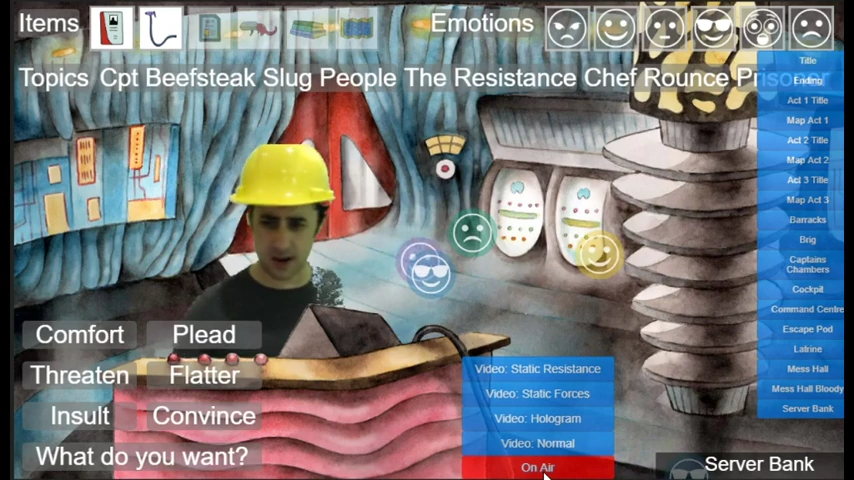 Items
Emotions
Topics Cpt Beefsteak Slug People The Resistance Chef Rounce Prisoner
Title
Ending
Act 1 Title
Map Act 1
Act 2 Title
Map Act 2
Act 3 Title
Map Act 3
Barracks
Brig
Captains
Chambers
Cockpit
Command Centre
Escape Pod
Latrine
Mess Hall
Mess Hall Bloody
Server Bank
Comfort
Plead
Threaten
Flatter
Insult
Convince
What do you want?
Video: Static Resistance
Video: Static Forces
Video: Hologram
Video: Normal
On Air
Server Bank